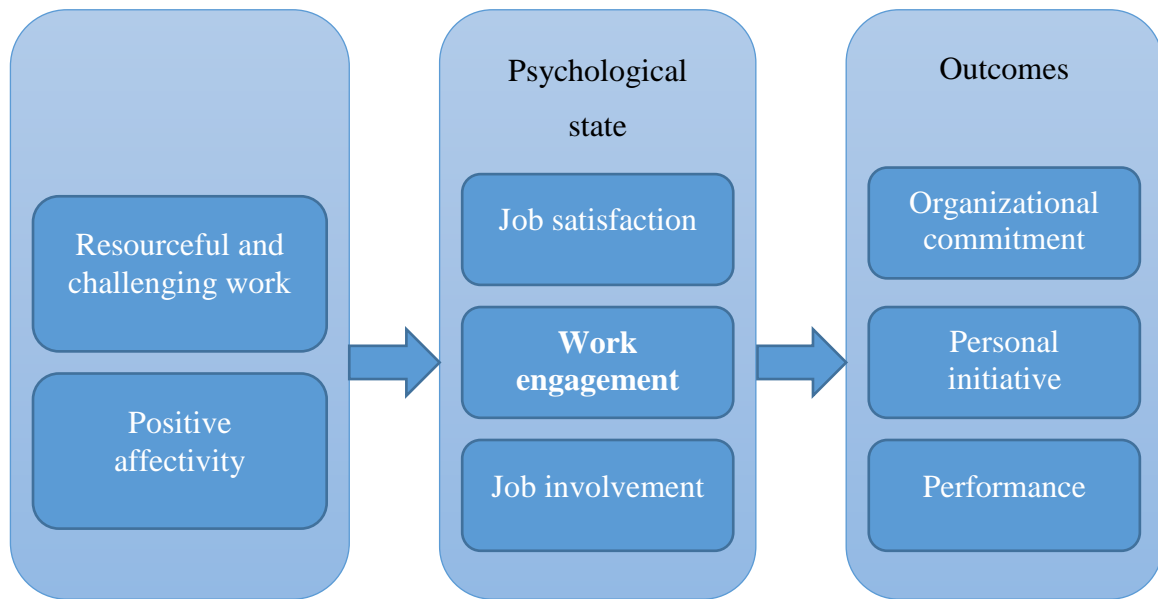 Resourceful and
challenging work
Positive
affectivity
Psychological
state
Job satisfaction
Work
engagement
Job involvement
Outcomes
Organizational
commitment
Personal
initiative
Performance